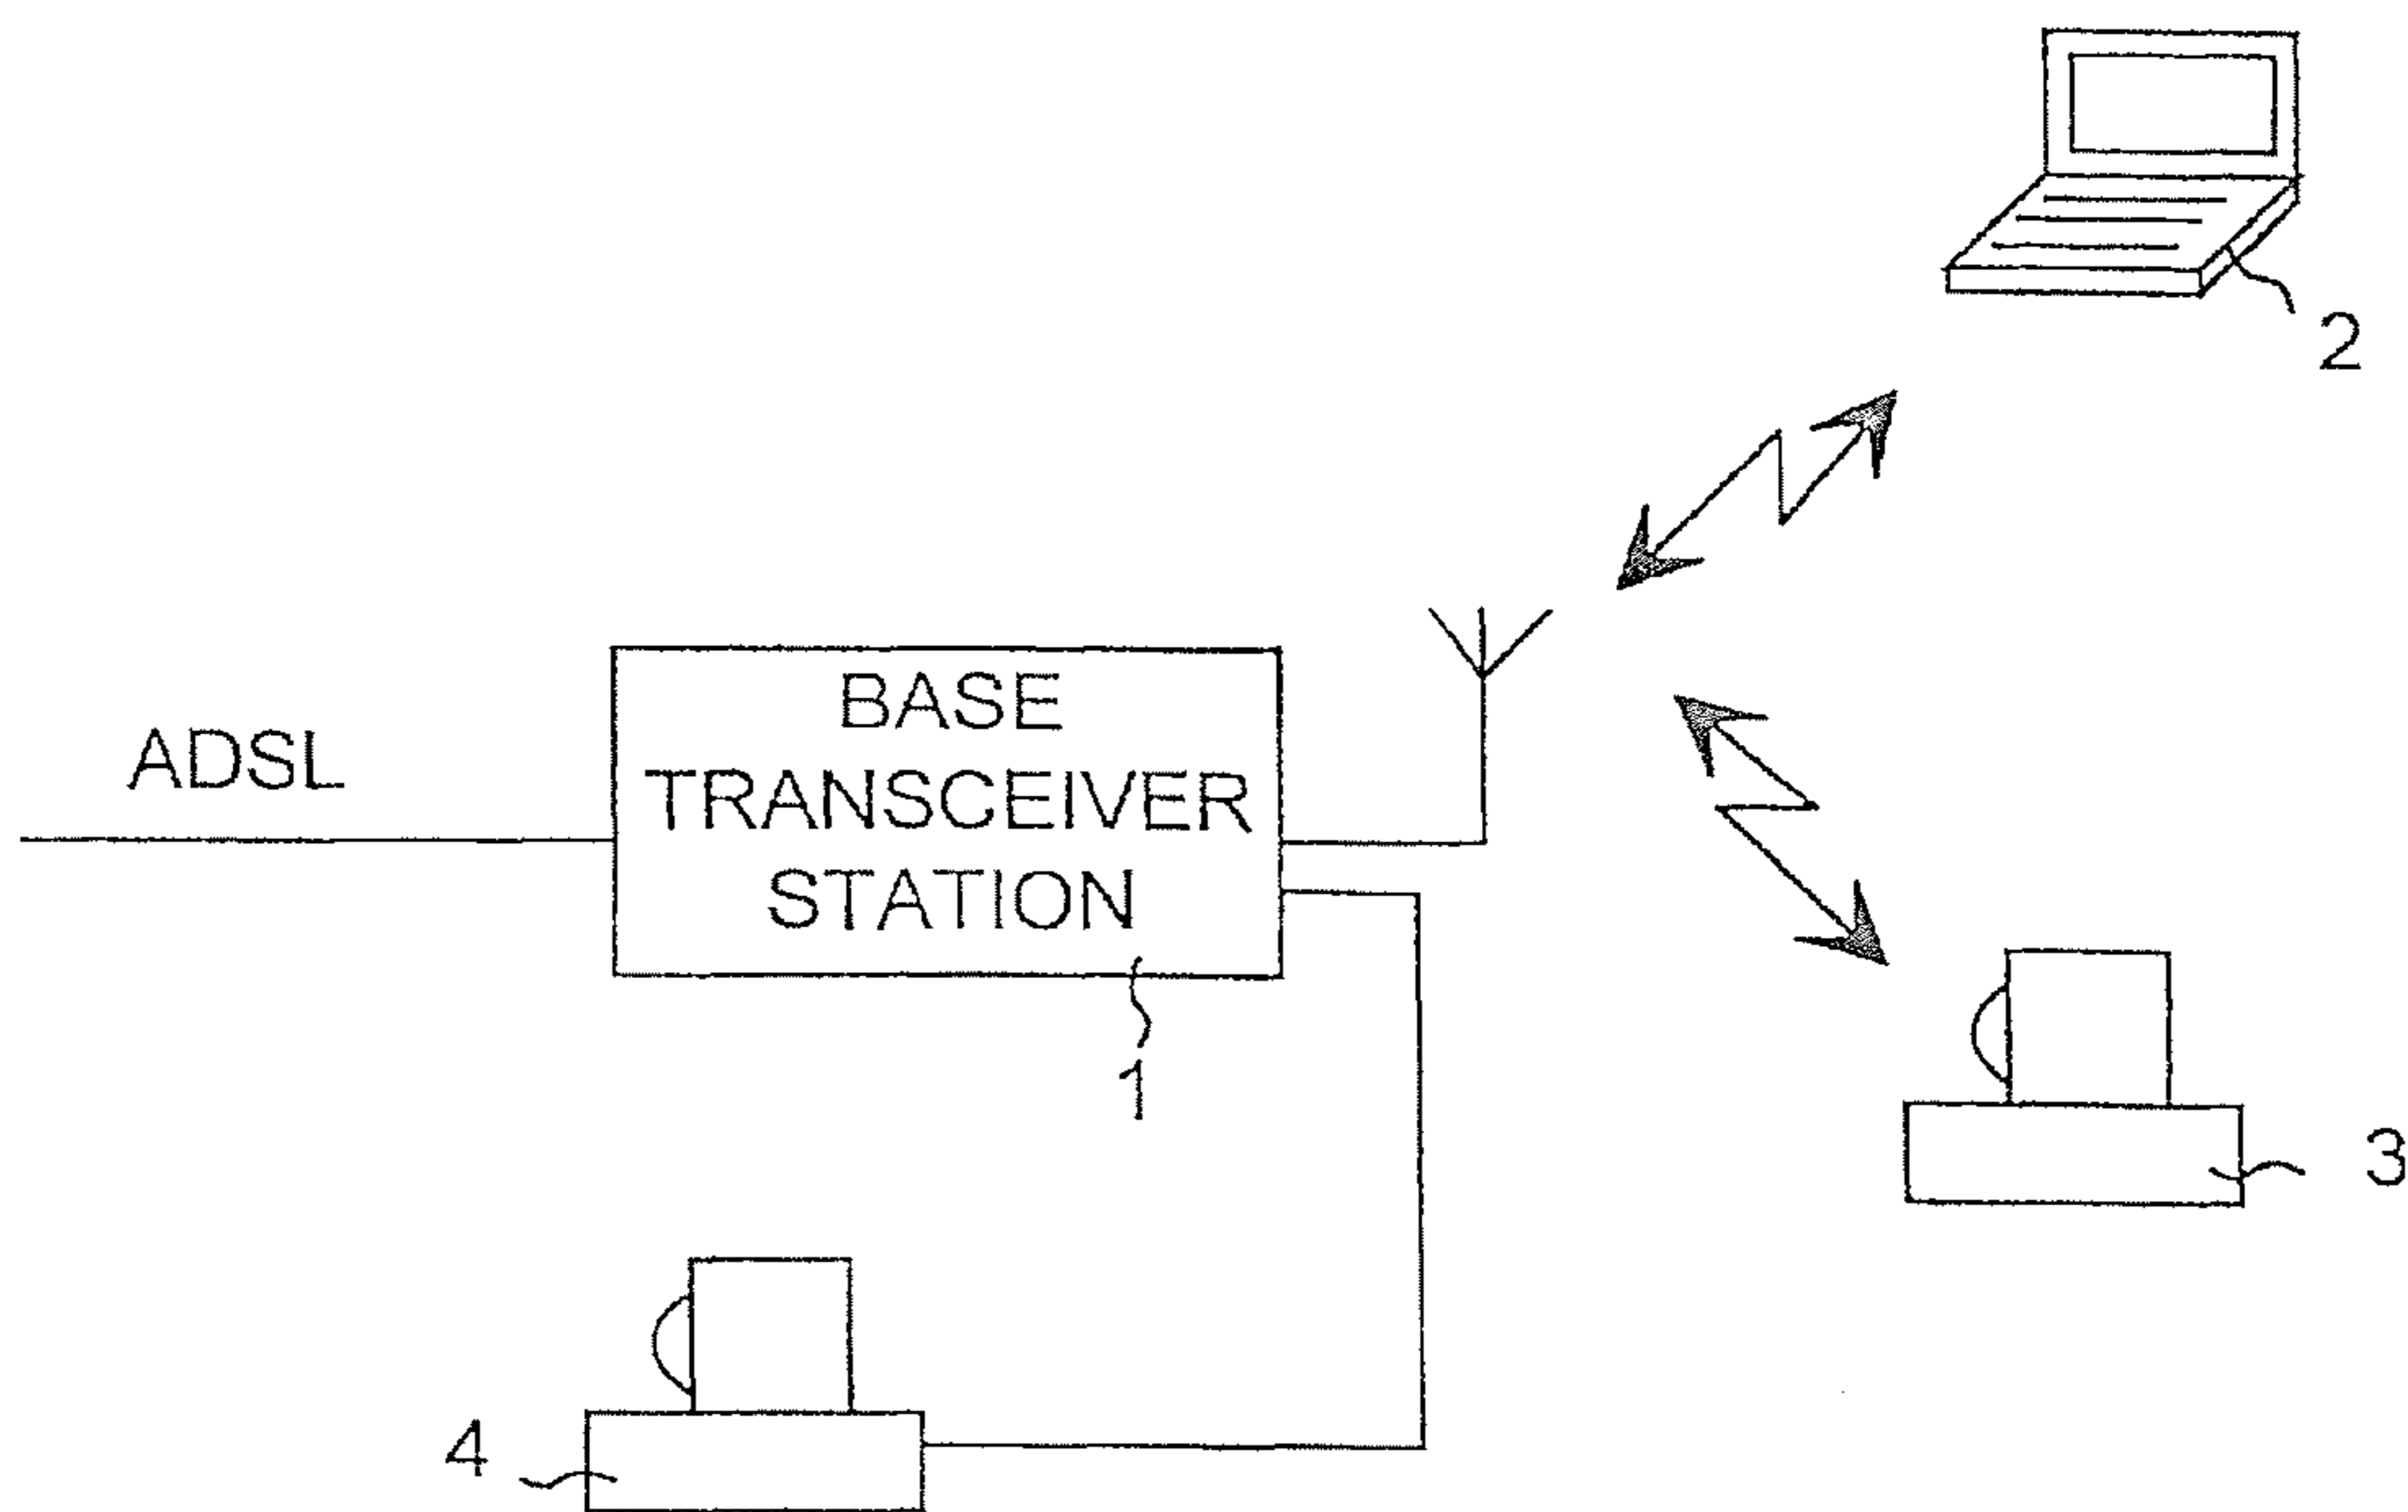 2
ADSL
BASE
TRANSCEIVER
STATION
1
3
4